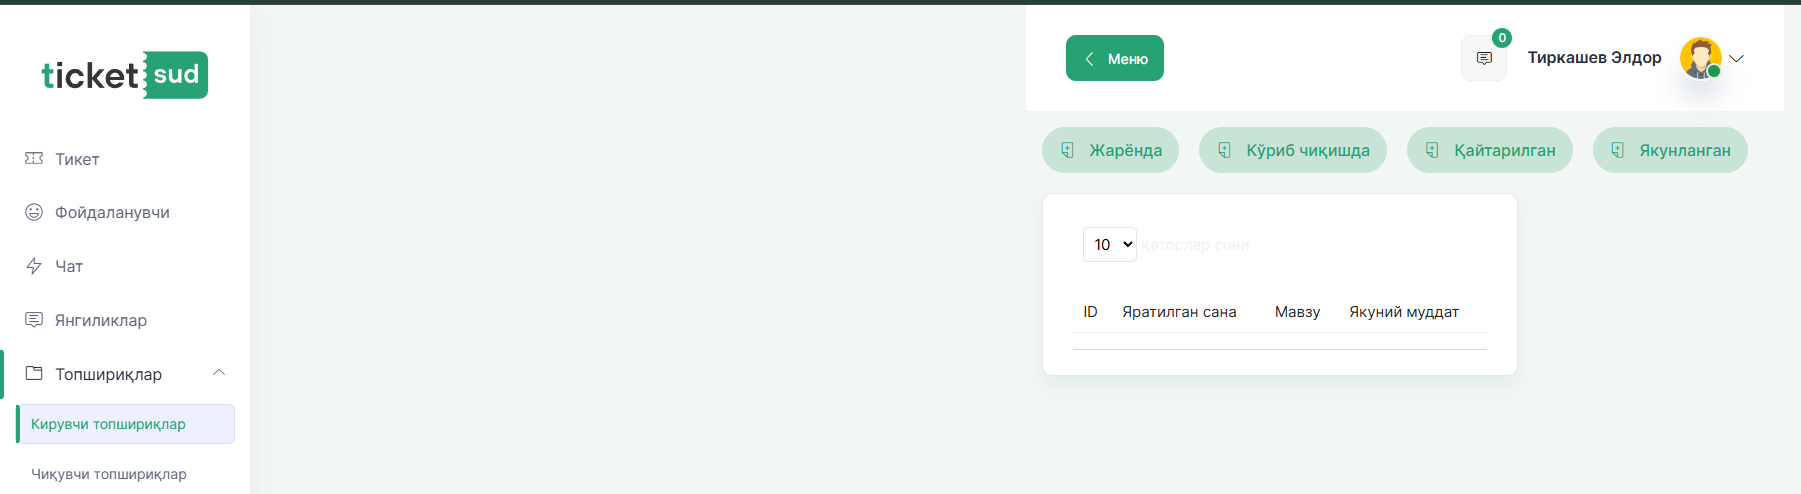 ticket sud
Меню
0
Тиркашев Элдор
Тикет
Фойдаланувчи
Чат
Янгиликлар
Топшириқлар
Кирувчи топшириқлар
Чиқувчи топшириқлар
Жарёнда
Кўриб чиқишда
Қайтарилган
Якунланган
10 қаторлар сони
ID Яратилган сана Мавзу Якуний муддат